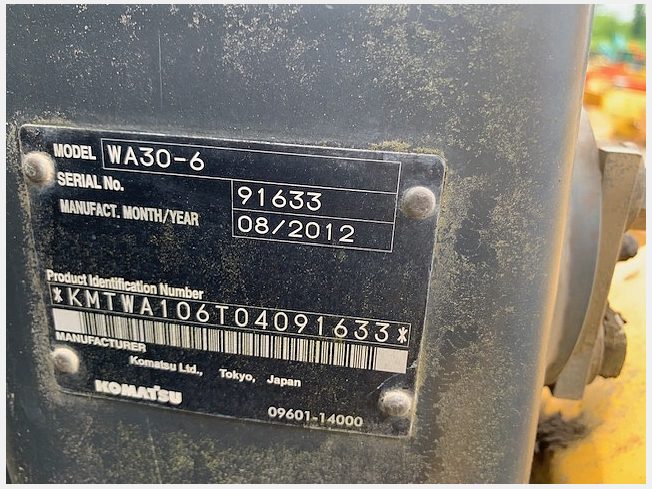 MODEL WA30-6
SERIAL No. 91633
MANUFACT. MONTH/YEAR 08/2012
Product Identification Number
*KMTWA106T04091633*
MANUFACTURER
Komatsu Ltd., Tokyo, Japan
KOMATSU
09601-14000